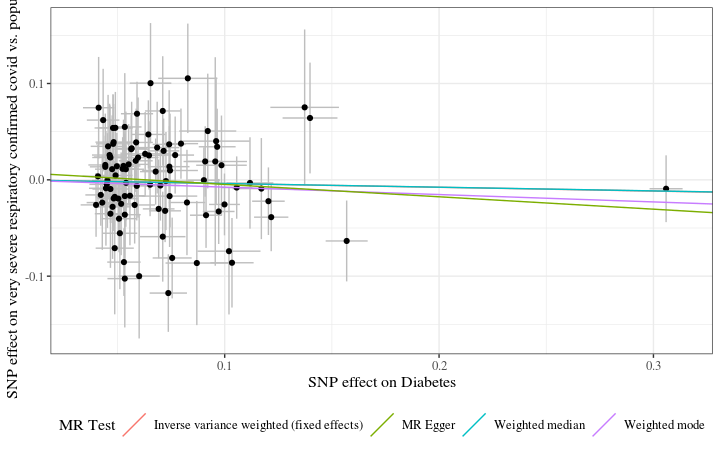 SNP effect on very severe respiratory confirmed covid vs.
0.1
0.0
-0.1
0.1
0.2
0.3
SNP effect on Diabetes
MR Test
Inverse variance weighted (fixed effects)
MR Egger
Weighted median
Weighted mode